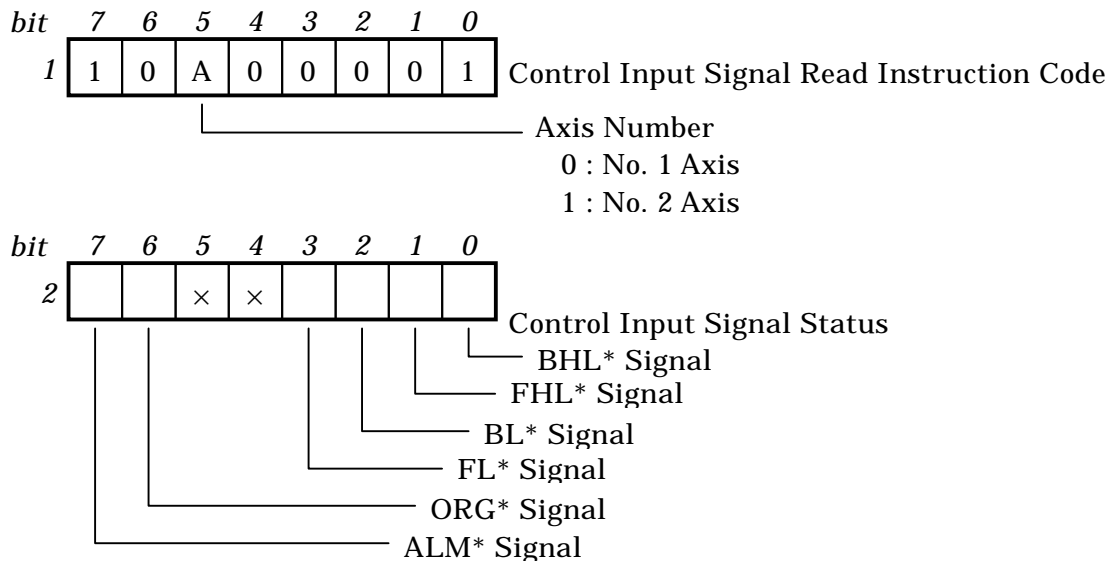 bit 7 6 5 4 3 2 1 0
1 1 0 A 0 0 0 0 1 Control Input Signal Read Instruction Code
Axis Number
0 : No. 1 Axis
1 : No. 2 Axis
bit 7 6 5 4 3 2 1 0
2 × ×
Control Input Signal Status
BHL* Signal
FHL* Signal
BL* Signal
FL* Signal
ORG* Signal
ALM* Signal